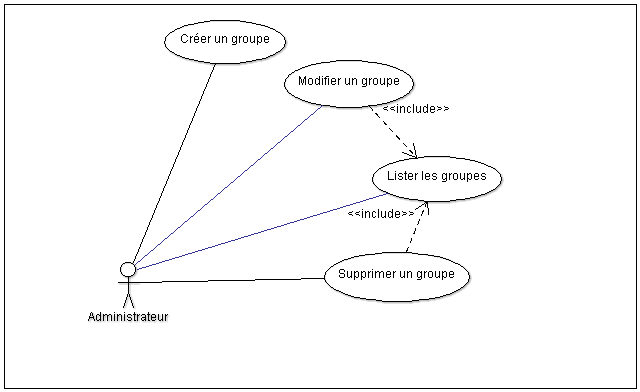 Créer un groupe
Modifier un groupe
<<include>>
Lister les groupes
<<include>>
Supprimer un groupe
Administrateur